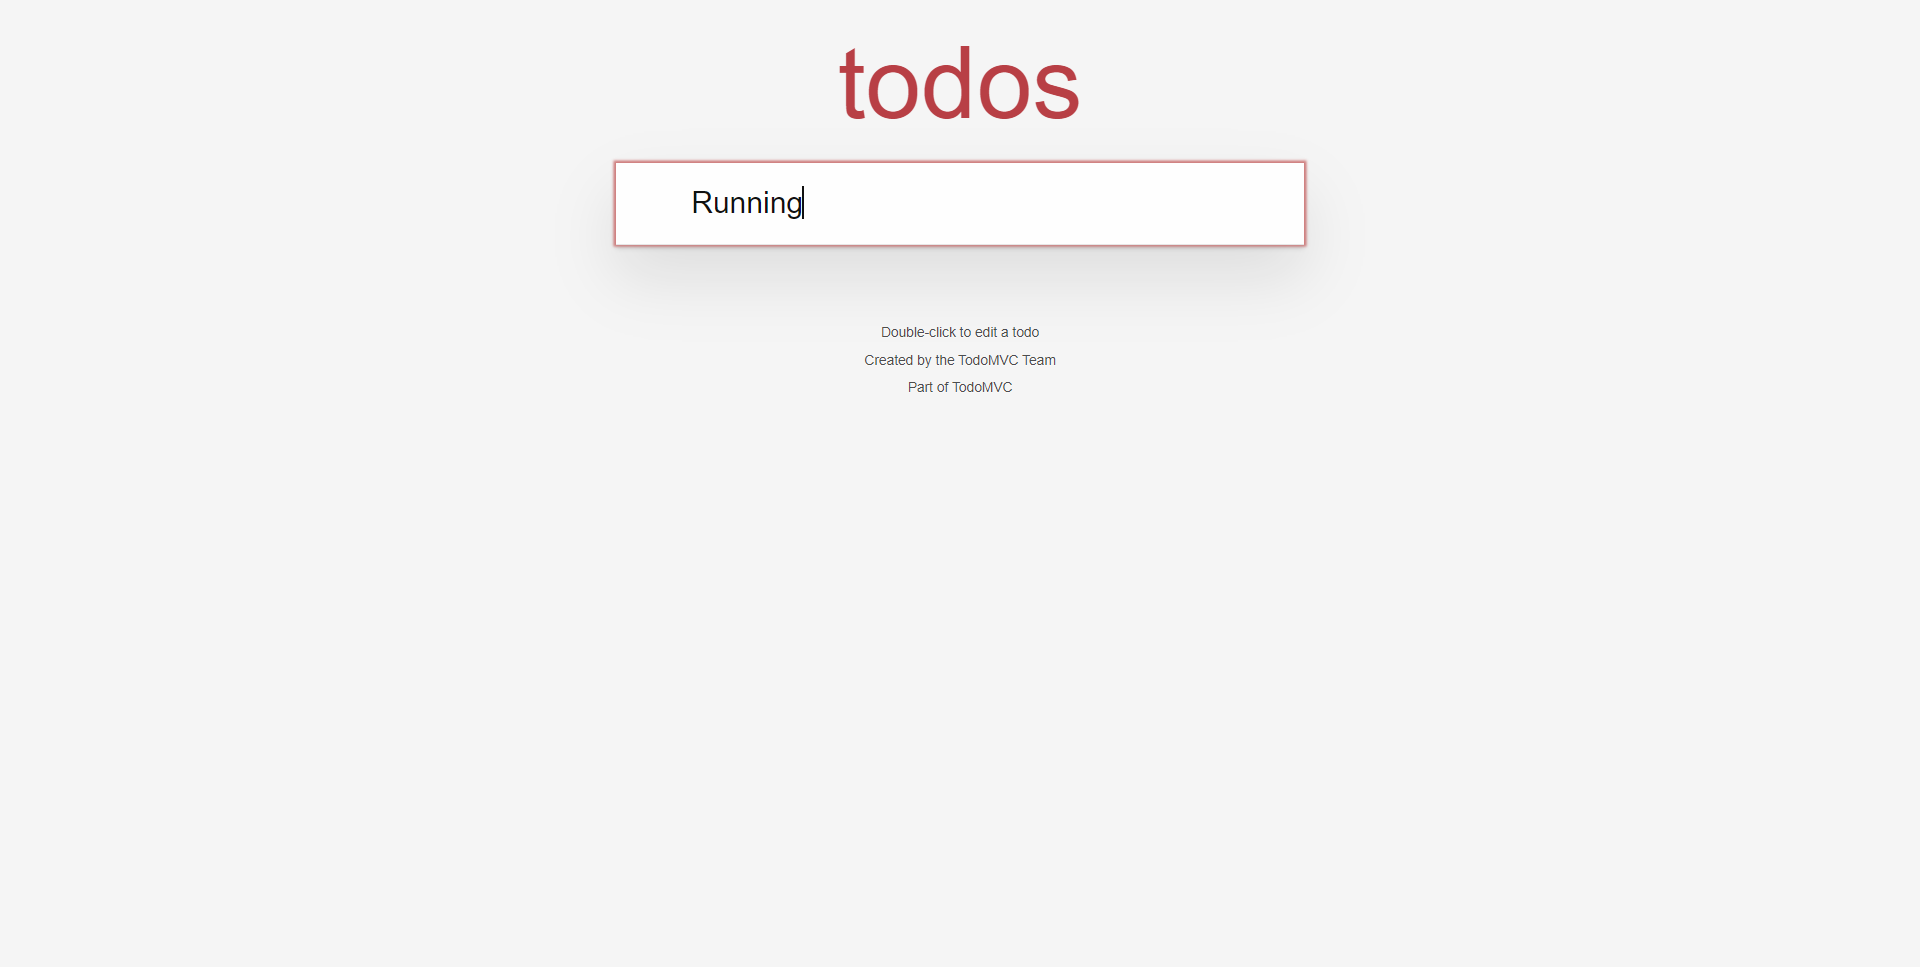 todos
Running
Double-click to edit a todo
Created by the TodoMVC Team
Part of TodoMVC